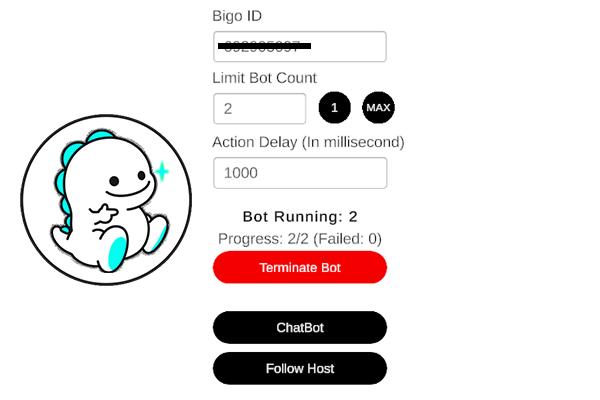 Bigo ID
Limit Bot Count
2
1
MAX
Action Delay (In millisecond)
1000
Bot Running: 2
Progress: 2/2 (Failed: 0)
Terminate Bot
ChatBot
Follow Host